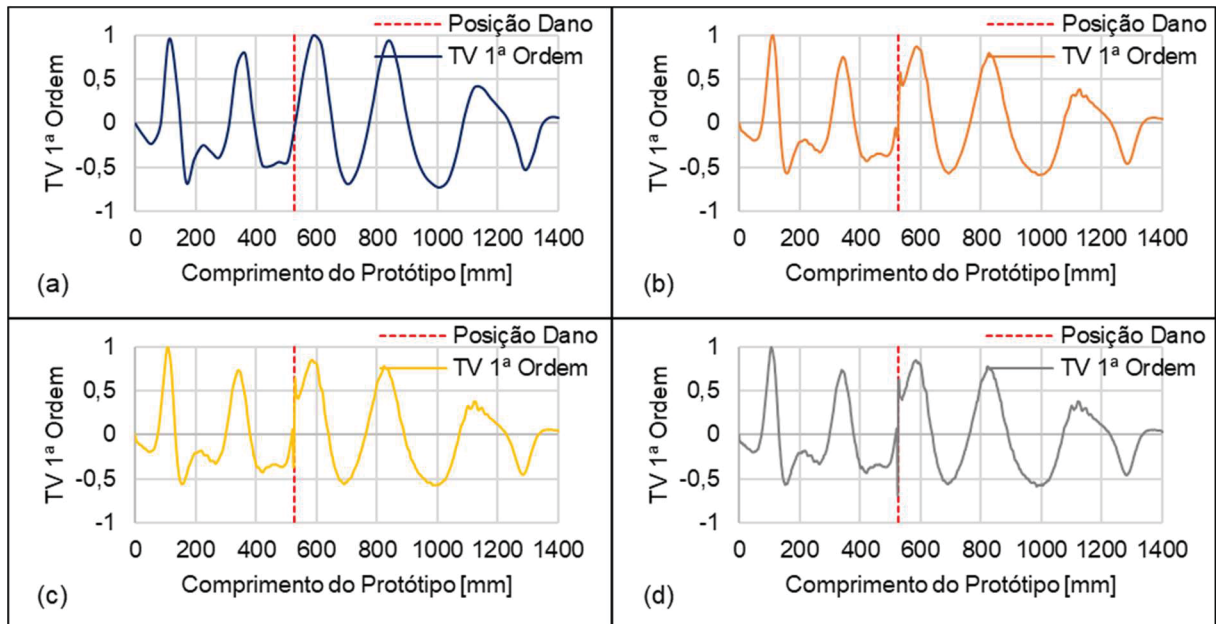 Posição Dano
TV 1ª Ordem
1
0,5
0
-0,5
-1
TV 1ª Ordem
0 200 400 600 800 1000 1200 1400
Comprimento do Protótipo [mm]
(a)
Posição Dano
TV 1ª Ordem
1
0,5
0
-0,5
-1
TV 1ª Ordem
0 200 400 600 800 1000 1200 1400
Comprimento do Protótipo [mm]
(b)
Posição Dano
TV 1ª Ordem
1
0,5
0
-0,5
-1
TV 1ª Ordem
0 200 400 600 800 1000 1200 1400
Comprimento do Protótipo [mm]
(c)
Posição Dano
TV 1ª Ordem
1
0,5
0
-0,5
-1
TV 1ª Ordem
0 200 400 600 800 1000 1200 1400
Comprimento do Protótipo [mm]
(d)